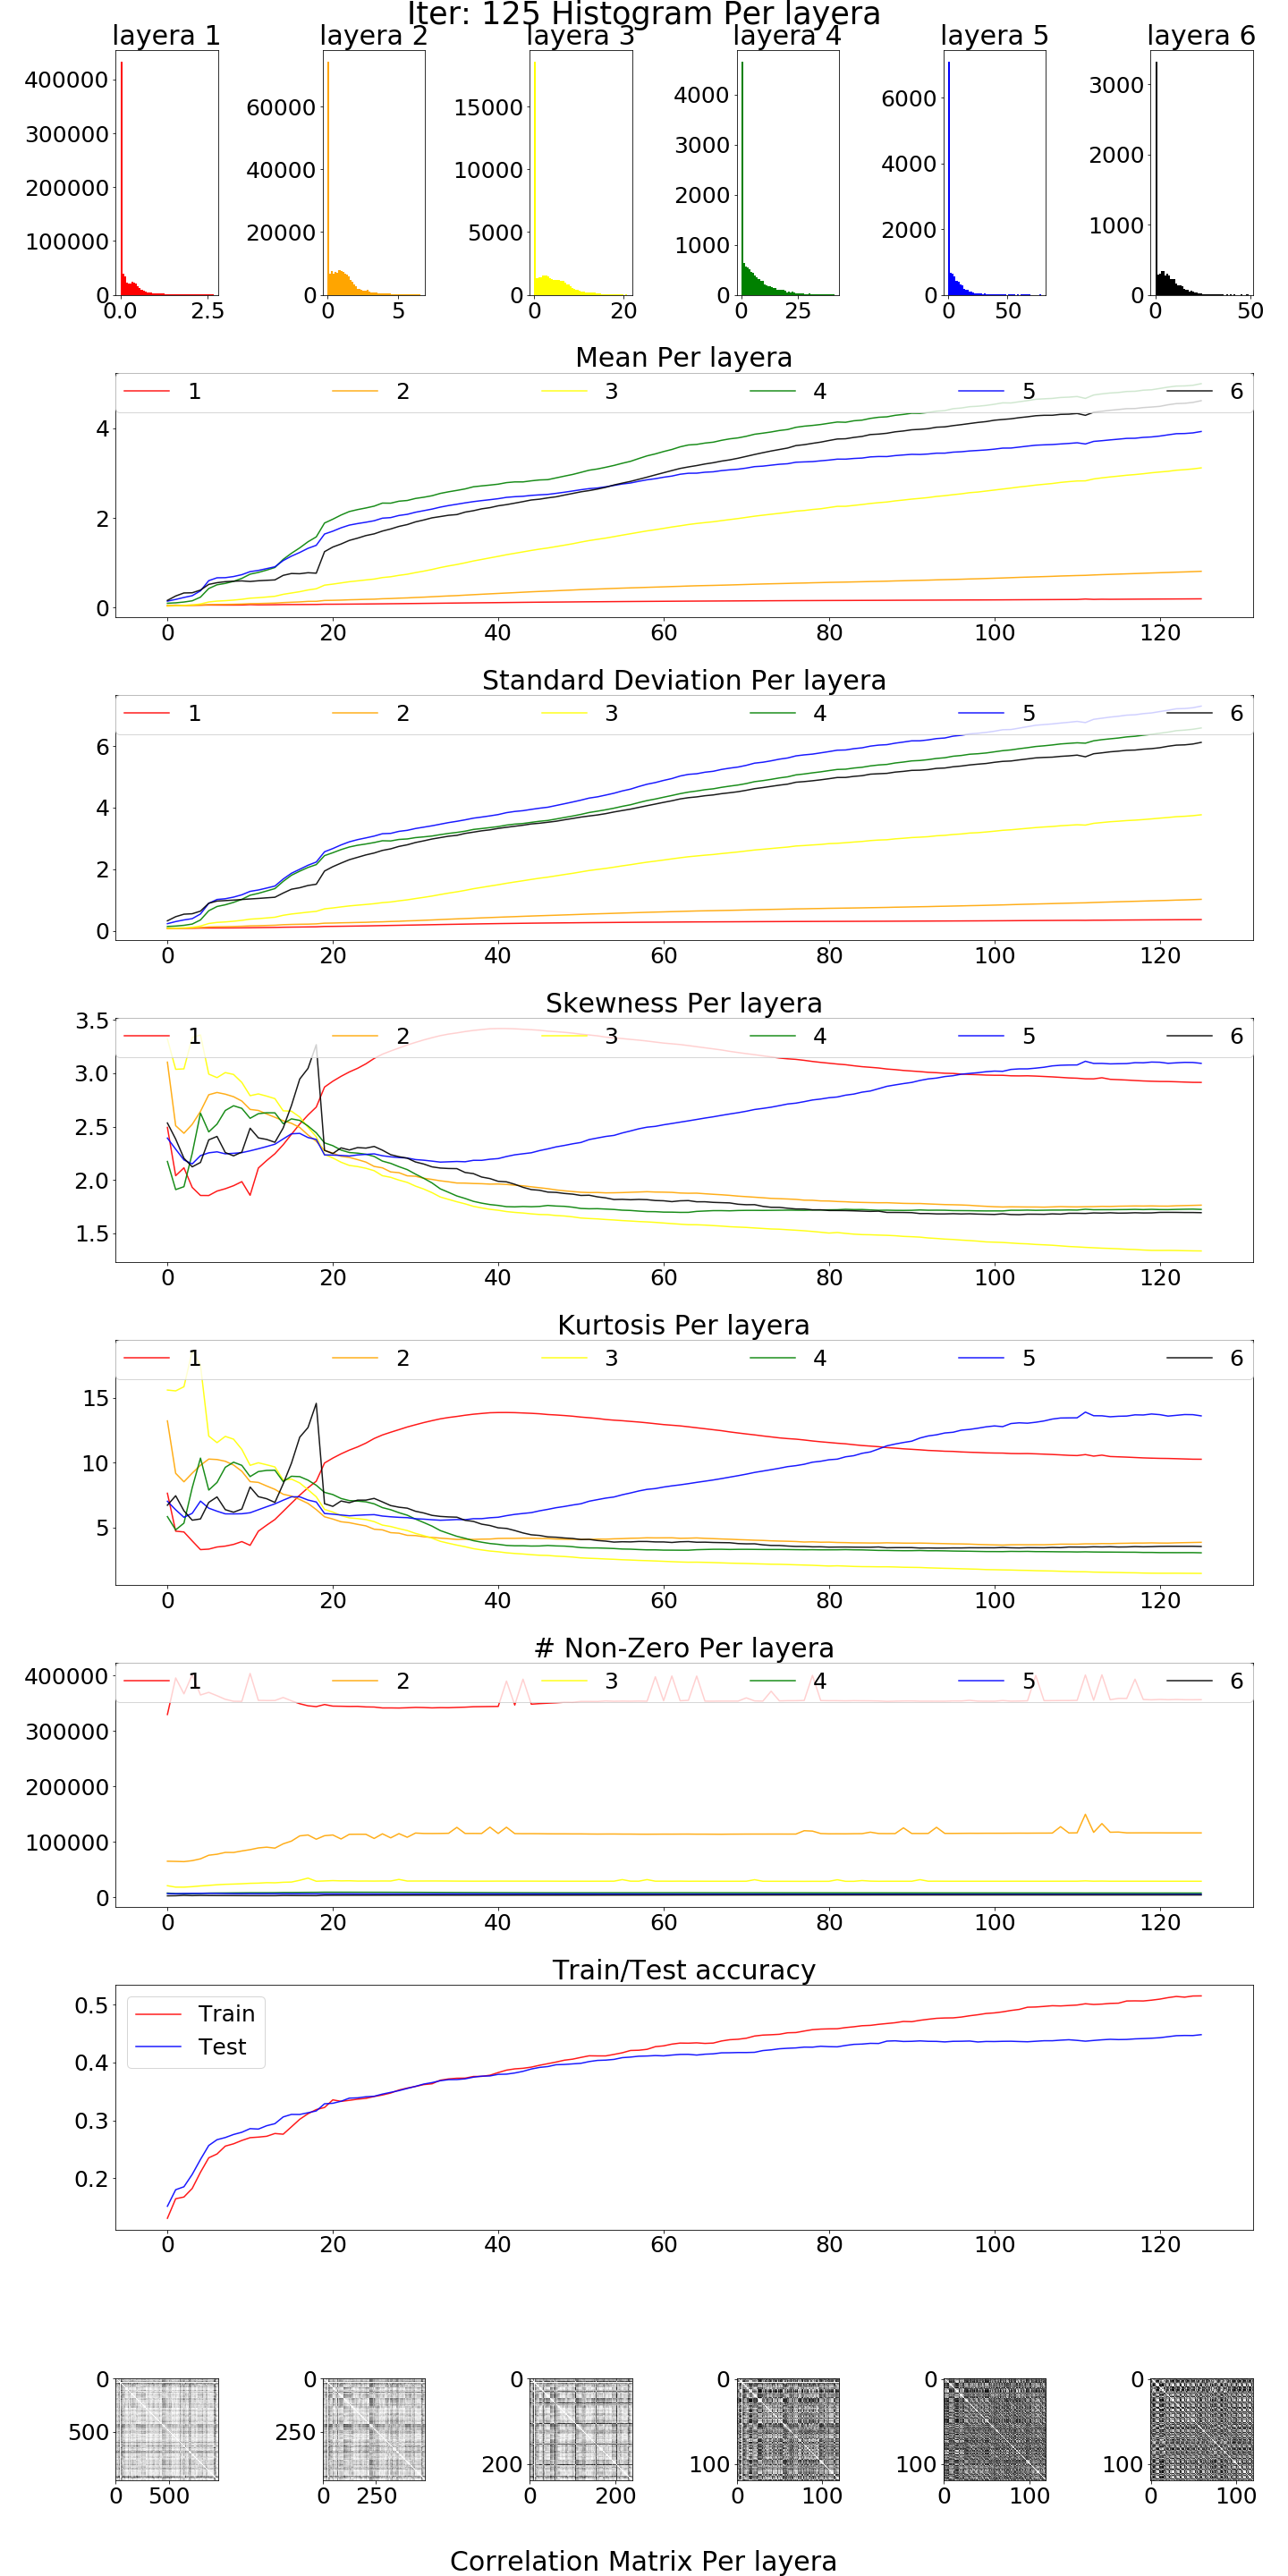 Iter: 125 Histogram Per layera
layera 1 layera 2 layera 3 layera 4 layera 5 layera 6
400000 300000 200000 100000 0
0.0 2.5
60000 40000 20000 0
0 5
15000 10000 5000 0
0 20
4000 3000 2000 1000 0
0 25
6000 4000 2000 0
0 50
3000 2000 1000 0
0 50
Mean Per layera
1 2 3 4 5 6
4
2
0
0 20 40 60 80 100 120
Standard Deviation Per layera
1 2 3 4 5 6
6
4
2
0
0 20 40 60 80 100 120
Skewness Per layera
3.5
1 2 3 4 5 6
3.0
2.5
2.0
1.5
0 20 40 60 80 100 120
Kurtosis Per layera
1 2 3 4 5 6
15
10
5
0 20 40 60 80 100 120
# Non-Zero Per layera
400000 1 2 3 4 5 6
300000
200000
100000
0
0 20 40 60 80 100 120
Train/Test accuracy
0.5
Train
Test
0.4
0.3
0.2
0 20 40 60 80 100 120
0 500
0 500
0 250
0 250
0 200
0 200
0 100
0 100
0 100
0 100
0 100
0 100
Correlation Matrix Per layera